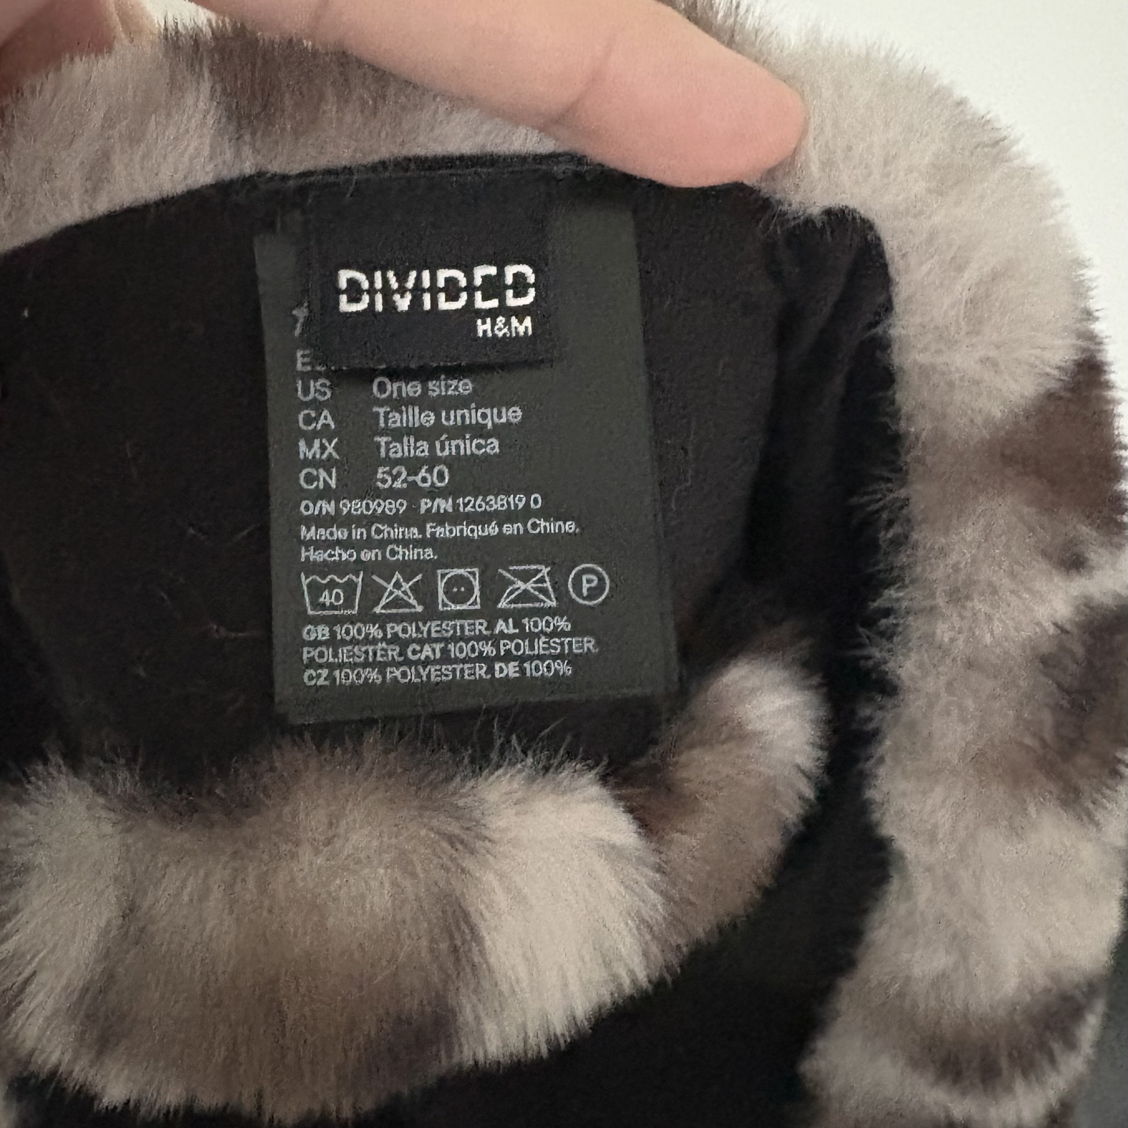 DIVIDED
H&M
US One size
CA Taille unique
MX Talla única
CN 52-60
O/N 980989 P/N 1263819 0
Made in China. Fabriqué en Chine.
Hecho en China.
40 P
GB 100% POLYESTER. AL 100%
POLIESTËR. CAT 100% POLIÈSTER.
CZ 100% POLYESTER. DE 100%